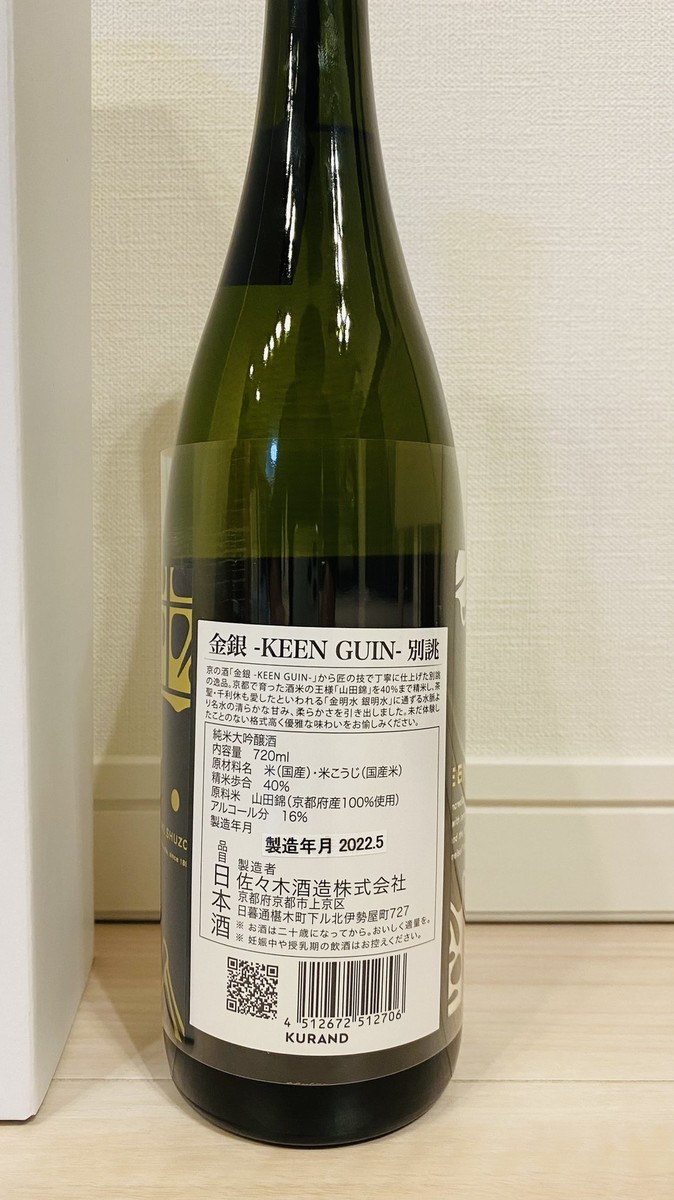 金銀 -KEEN GUIN- 別誂
京の酒「金銀 -KEEN GUIN-」から匠の技で丁寧に仕上げた別誂
の逸品。京都で育った酒米の王様「山田錦」を40%まで精米し、茶
聖・千利休も愛したといわれる「金明水 銀明水」に通ずる水脈よ
り名水の清らかな甘み、柔らかさを引き出しました。未だ体験し
たことのない格式高く優雅な味わいをお愉しみください。
純米大吟醸酒
内容量 720ml
原材料名 米(国産)・米こうじ(国産米)
精米歩合 40%
原料米 山田錦(京都府産100%使用)
アルコール分 16%
製造年月
製造年月 2022.5
品目
日本酒
製造者
佐々木酒造株式会社
京都府京都市上京区
日暮通椹木町下ル北伊勢屋町727
※ お酒は二十歳になってから。おいしく適量を。
※ 妊娠中や授乳期の飲酒はお控えください。
4 512672 512706
KURAND
SHUZO
since